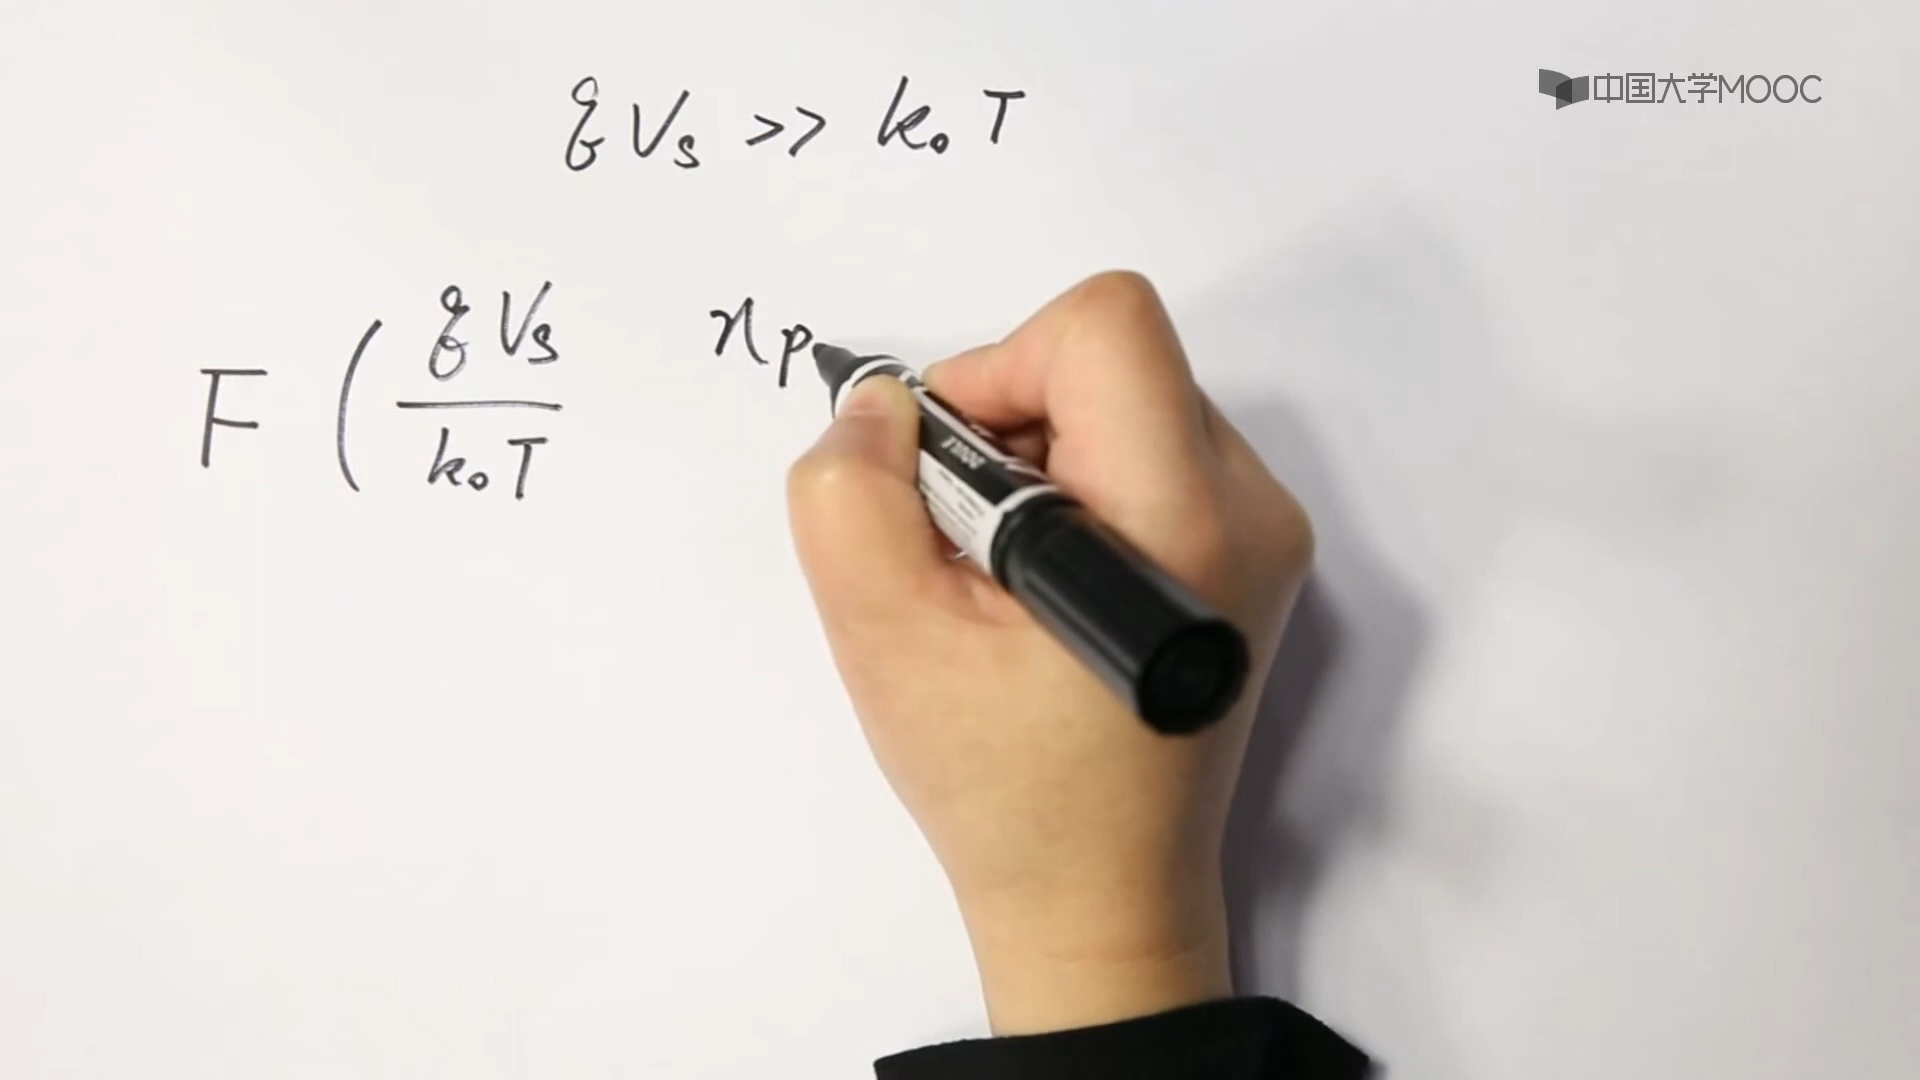 中国大学MOOC
qVs >> k₀T
F ( qVs / k₀T np